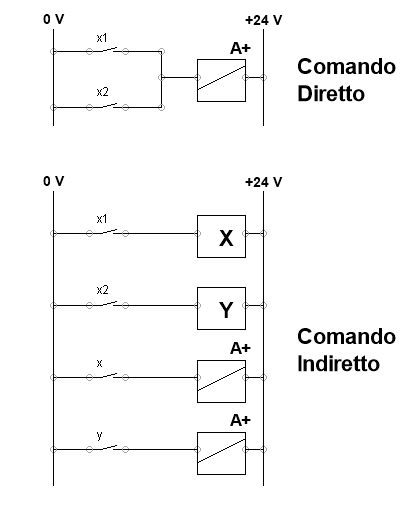 0 V +24 V
x1
A+
Comando
Diretto
x2
0 V +24 V
x1
X
x2
Y
Comando
Indiretto
A+
x
A+
y